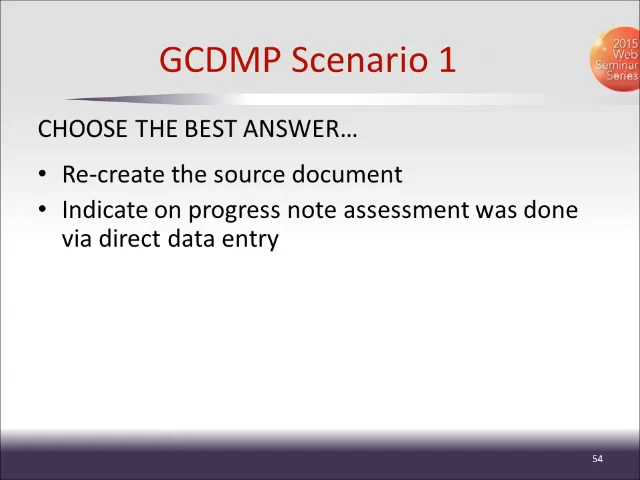 GCDMP Scenario 1
2015
Web
Seminar
Series
CHOOSE THE BEST ANSWER…
• Re-create the source document
• Indicate on progress note assessment was done
via direct data entry
54